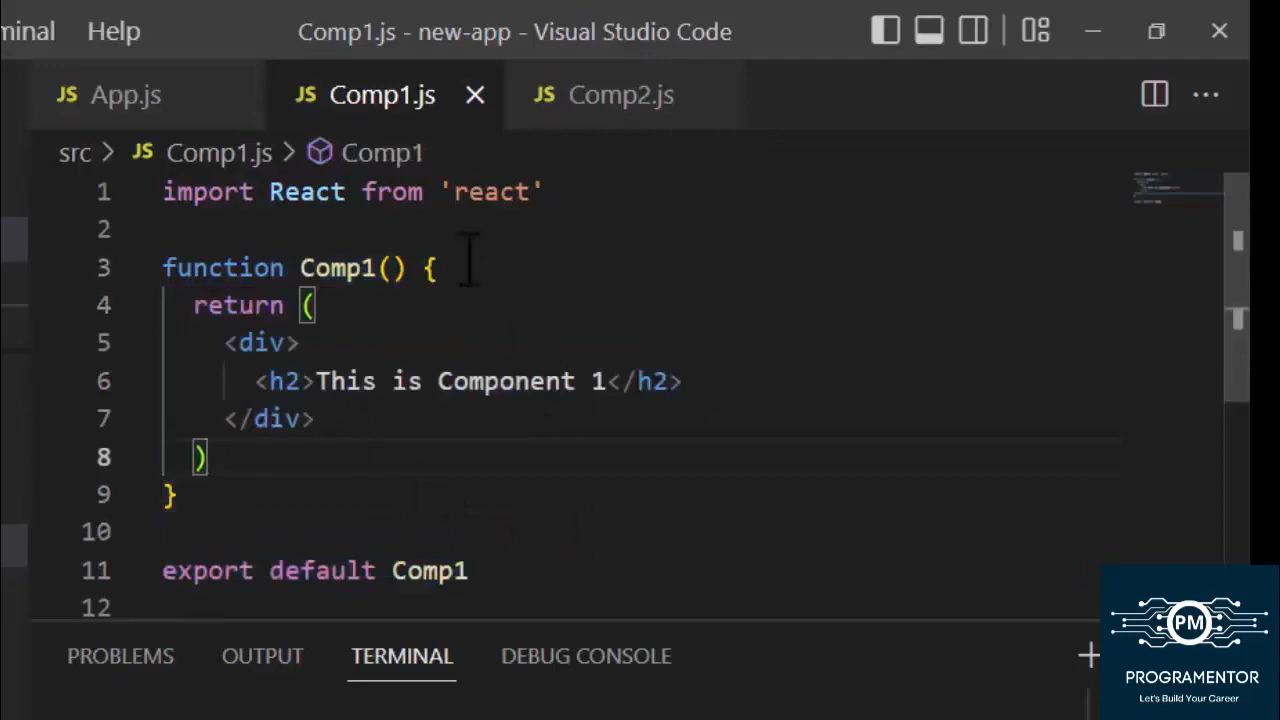 minal Help Comp1.js - new-app - Visual Studio Code
JS App.js JS Comp1.js JS Comp2.js
src > JS Comp1.js > Comp1
1 import React from 'react'
2
3 function Comp1() {
4 return (
5 <div>
6 <h2>This is Component 1</h2>
7 </div>
8 )
9 }
10
11 export default Comp1
12
PROBLEMS OUTPUT TERMINAL DEBUG CONSOLE
PM
PROGRAMENTOR
Let's Build Your Career